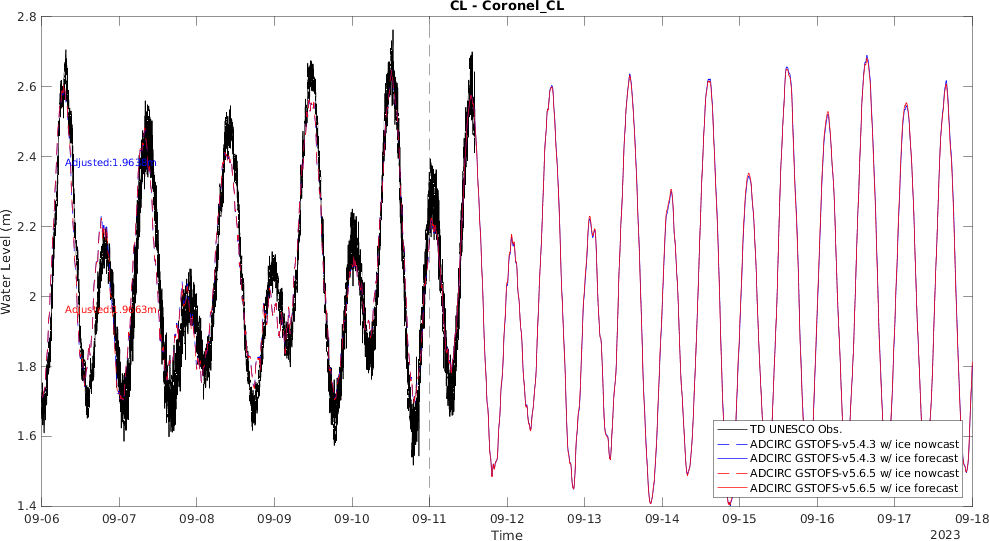 CL - Coronel_CL
2.8
2.6
2.4
2.2
2
1.8
1.6
1.4
Water Level (m)
09-06
09-07
09-08
09-09
09-10
09-11
09-12
09-13
09-14
09-15
09-16
09-17
09-18
Time
2023
TD UNESCO Obs.
ADCIRC GSTOFS-v5.4.3 w/ ice nowcast
ADCIRC GSTOFS-v5.4.3 w/ ice forecast
ADCIRC GSTOFS-v5.6.5 w/ ice nowcast
ADCIRC GSTOFS-v5.6.5 w/ ice forecast